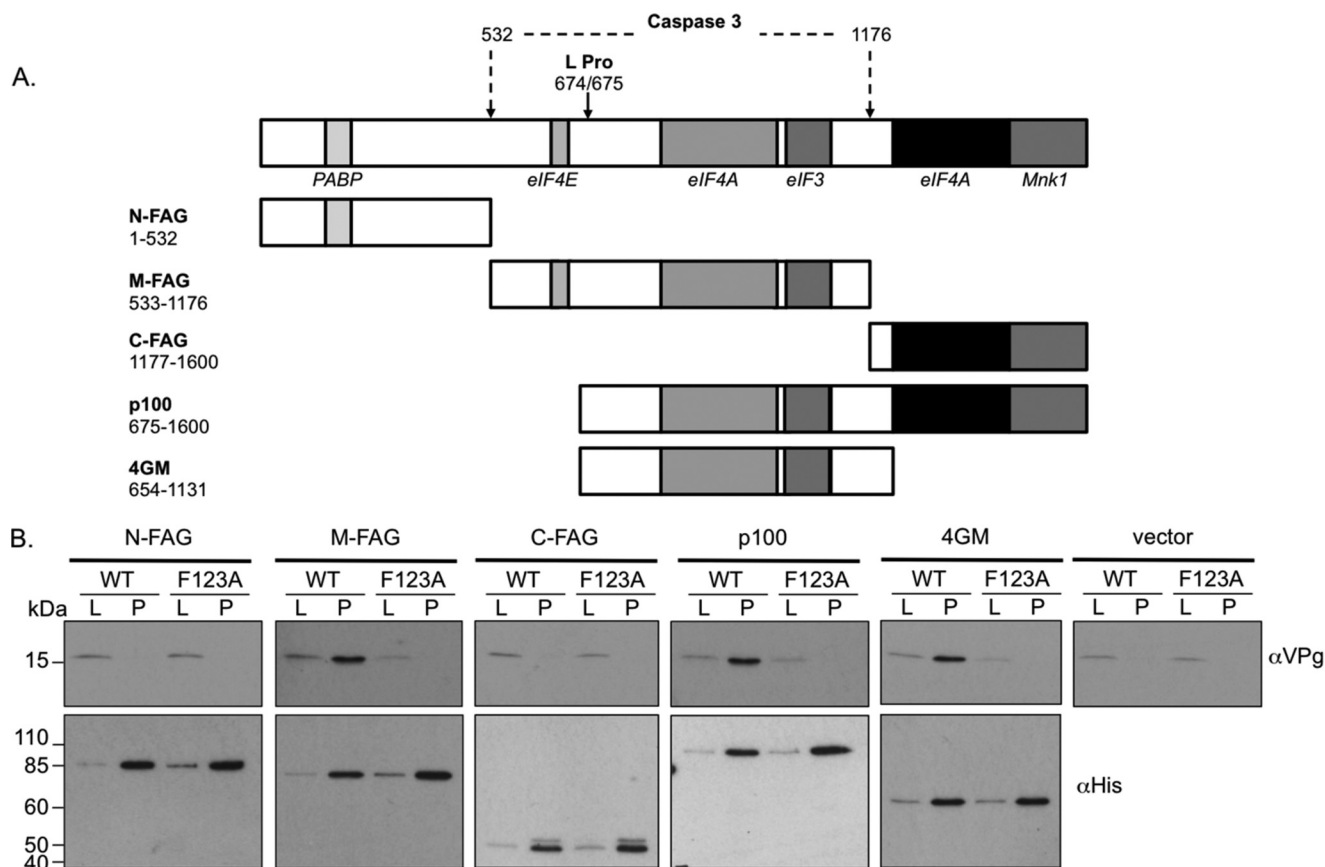 Caspase 3
532 1176
L Pro
674/675
A.
PABP eIF4E eIF4A eIF3 eIF4A Mnk1
N-FAG
1-532
M-FAG
533-1176
C-FAG
1177-1600
p100
675-1600
4GM
654-1131
B. N-FAG M-FAG C-FAG p100 4GM vector
WT F123A WT F123A WT F123A WT F123A WT F123A WT F123A
kDa L P L P L P L P L P L P L P L P L P L P L P L P
15 αVPg
110
85
αHis
60
50
40